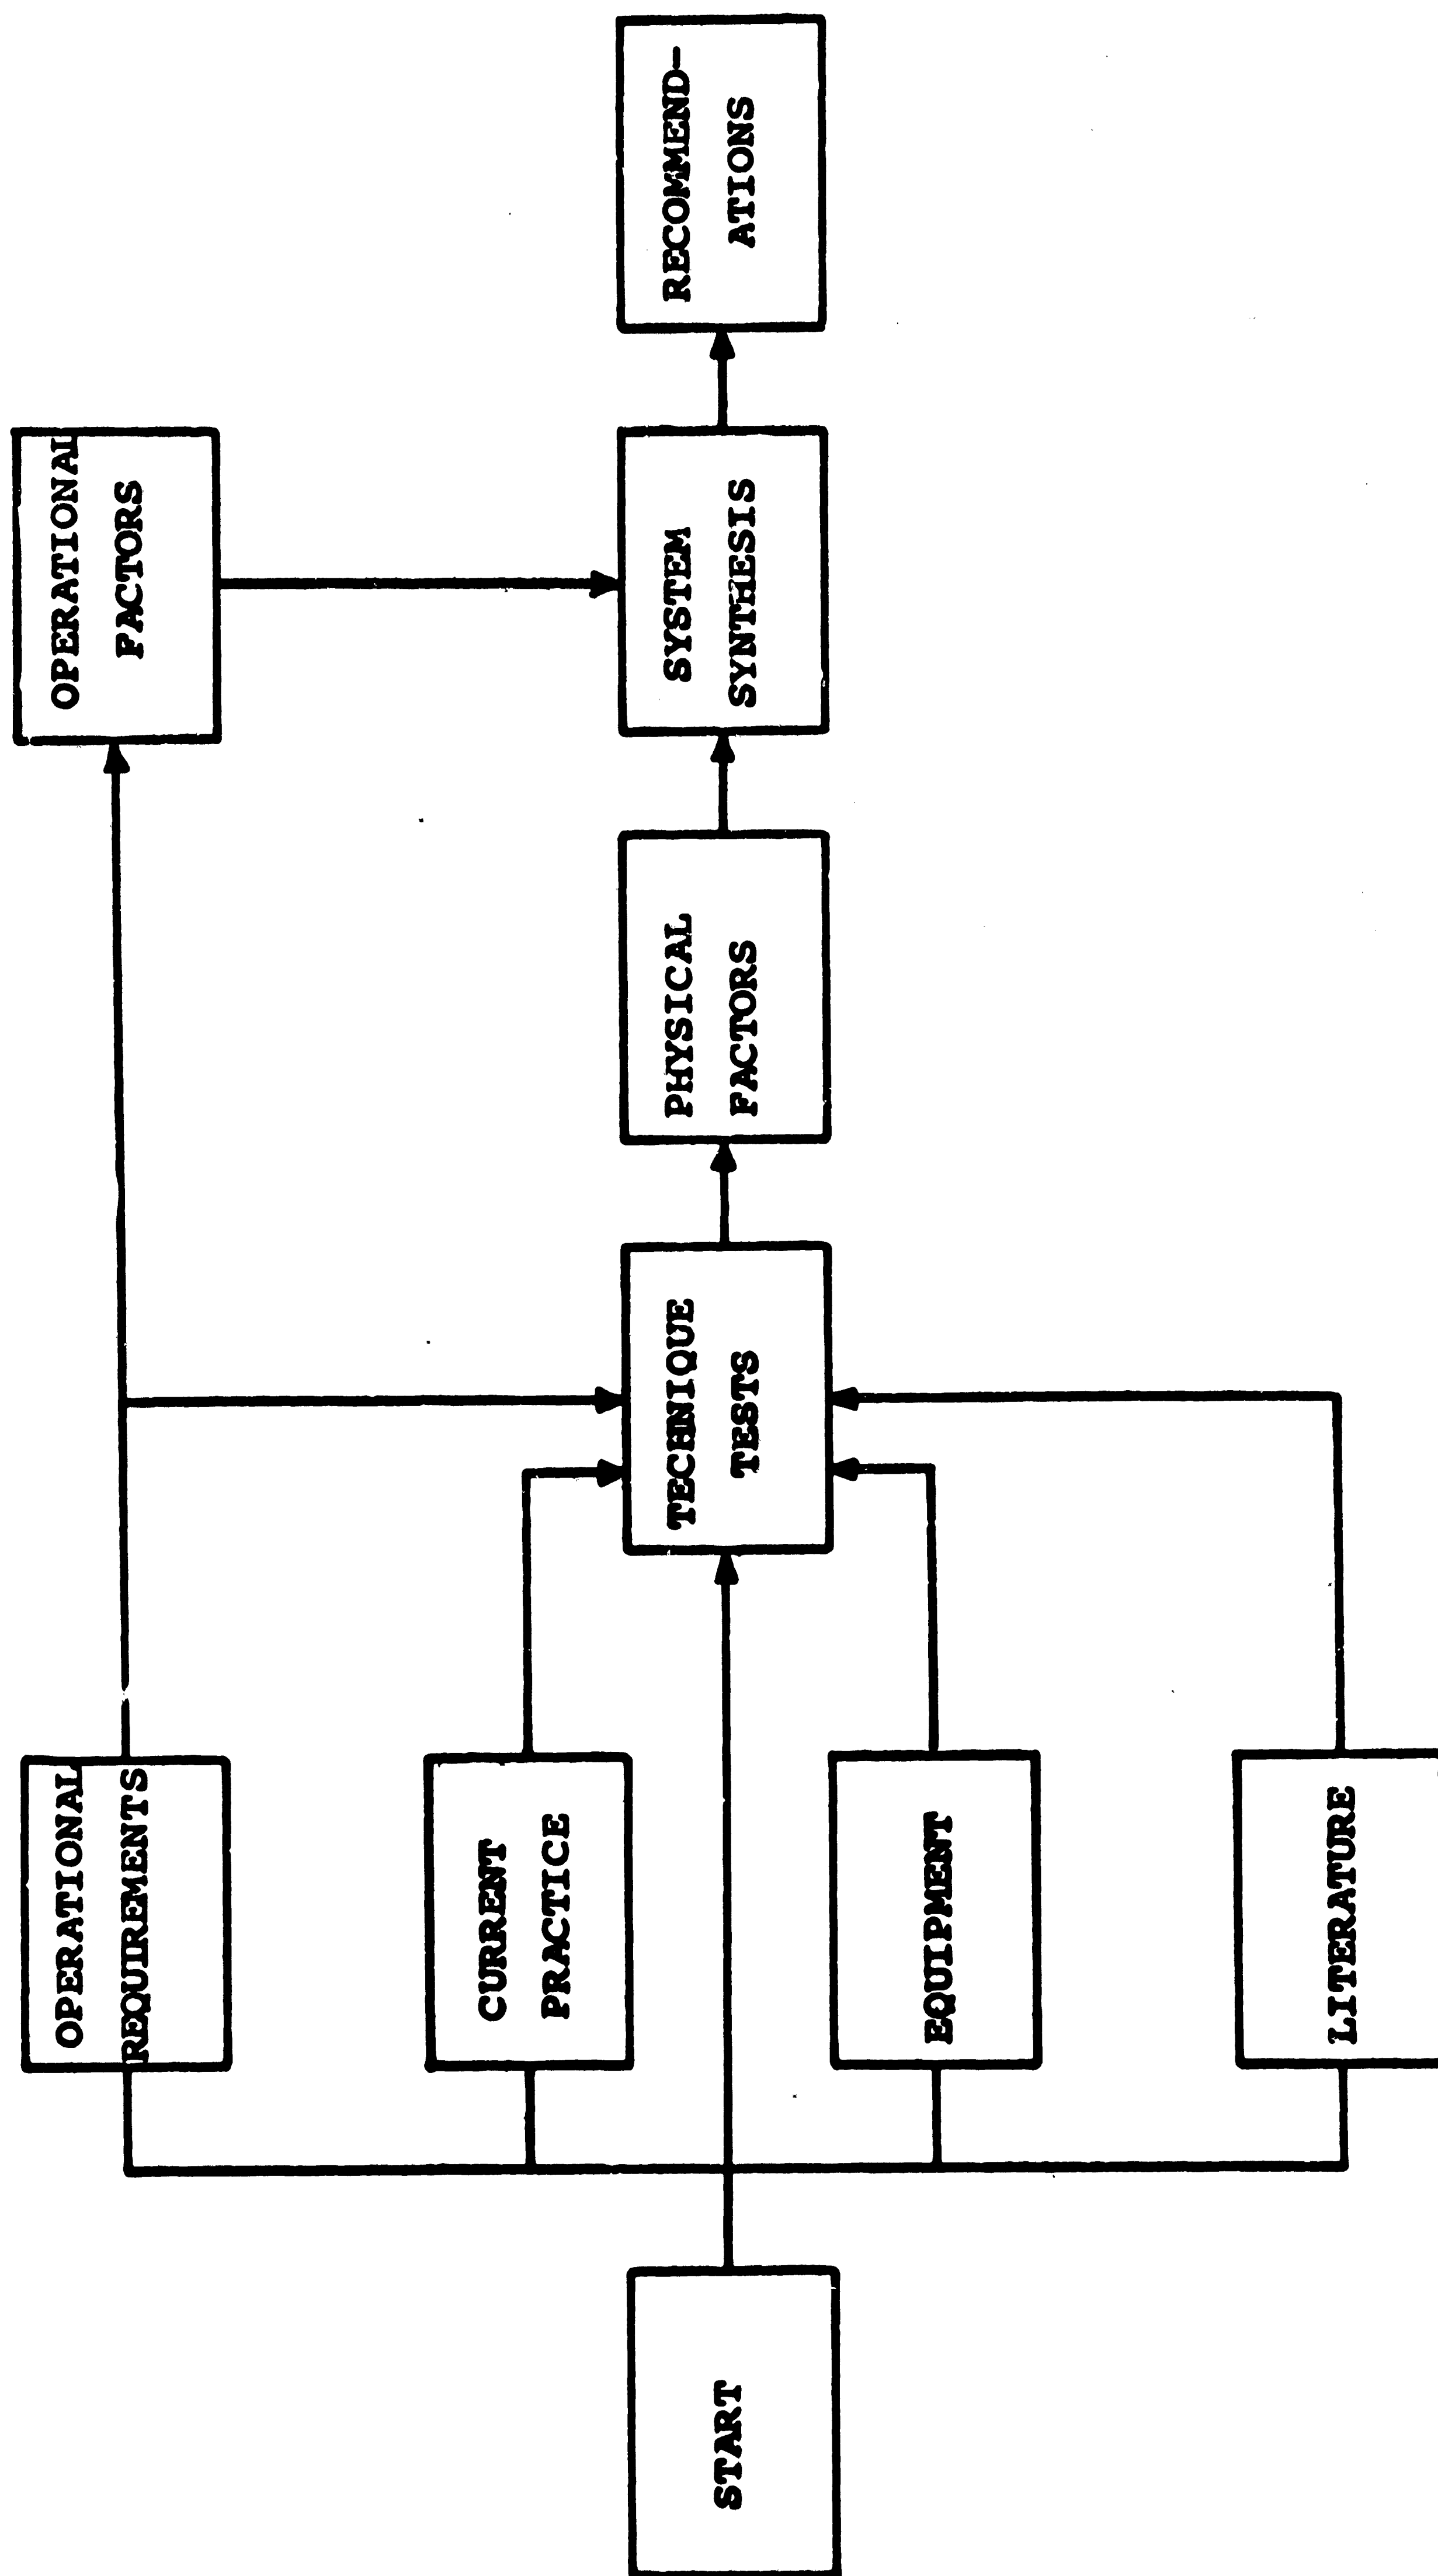 START
OPERATIONAL
REQUIREMENTS
CURRENT
PRACTICE
EQUIPMENT
LITERATURE
TECHNIQUE
TESTS
PHYSICAL
FACTORS
OPERATIONAL
FACTORS
SYSTEM
SYNTHESIS
RECOMMEND-
ATIONS